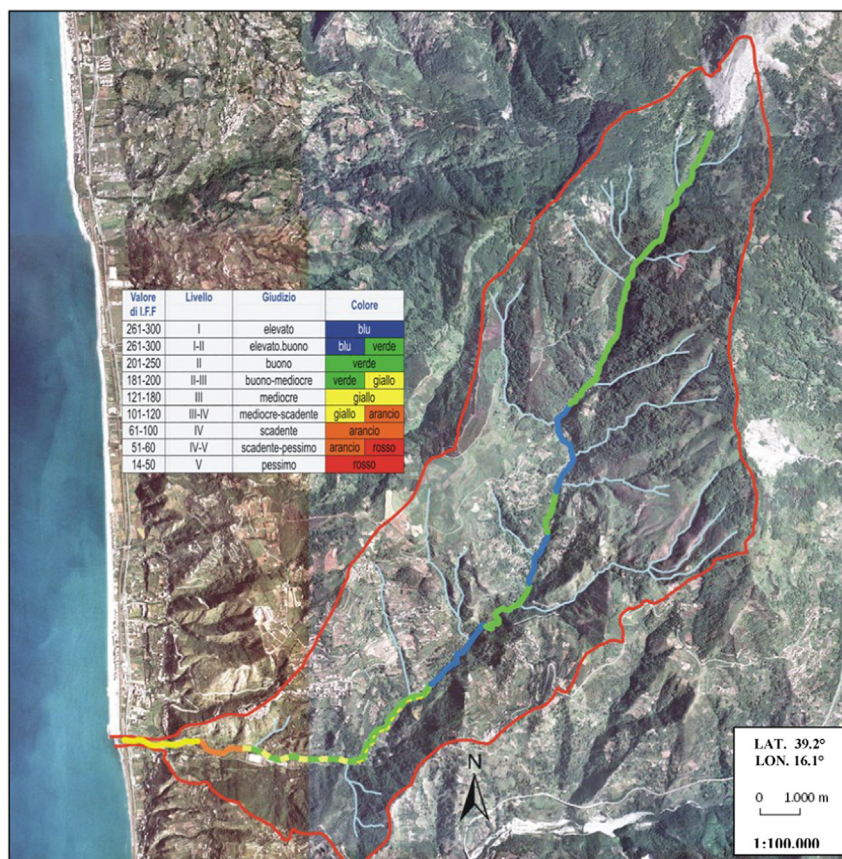 Valore di I.F.F Livello Giudizio Colore
261-300 I elevato blu
261-300 I-II elevato.buono blu verde
201-250 II buono verde
181-200 II-III buono-mediocre verde giallo
121-180 III mediocre giallo
101-120 III-IV mediocre-scadente giallo arancio
61-100 IV scadente arancio
51-60 IV-V scadente-pessimo arancio rosso
14-50 V pessimo rosso
N
LAT. 39.2°
LON. 16.1°
0 1.000 m
1:100.000